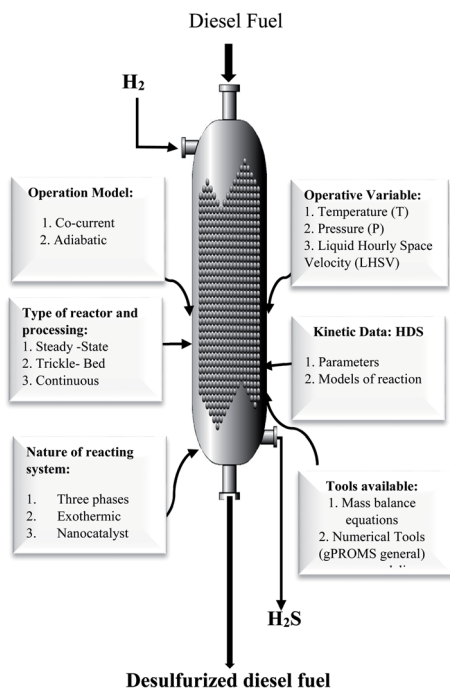 Diesel Fuel
H₂
Operation Model:
1. Co-current
2. Adiabatic
Operative Variable:
1. Temperature (T)
2. Pressure (P)
3. Liquid Hourly Space
Velocity (LHSV)
Type of reactor and
processing:
1. Steady -State
2. Trickle- Bed
3. Continuous
Kinetic Data: HDS
1. Parameters
2. Models of reaction
Nature of reacting
system:
1. Three phases
2. Exothermic
3. Nanocatalyst
Tools available:
1. Mass balance
equations
2. Numerical Tools
(gPROMS general)
H₂S
Desulfurized diesel fuel